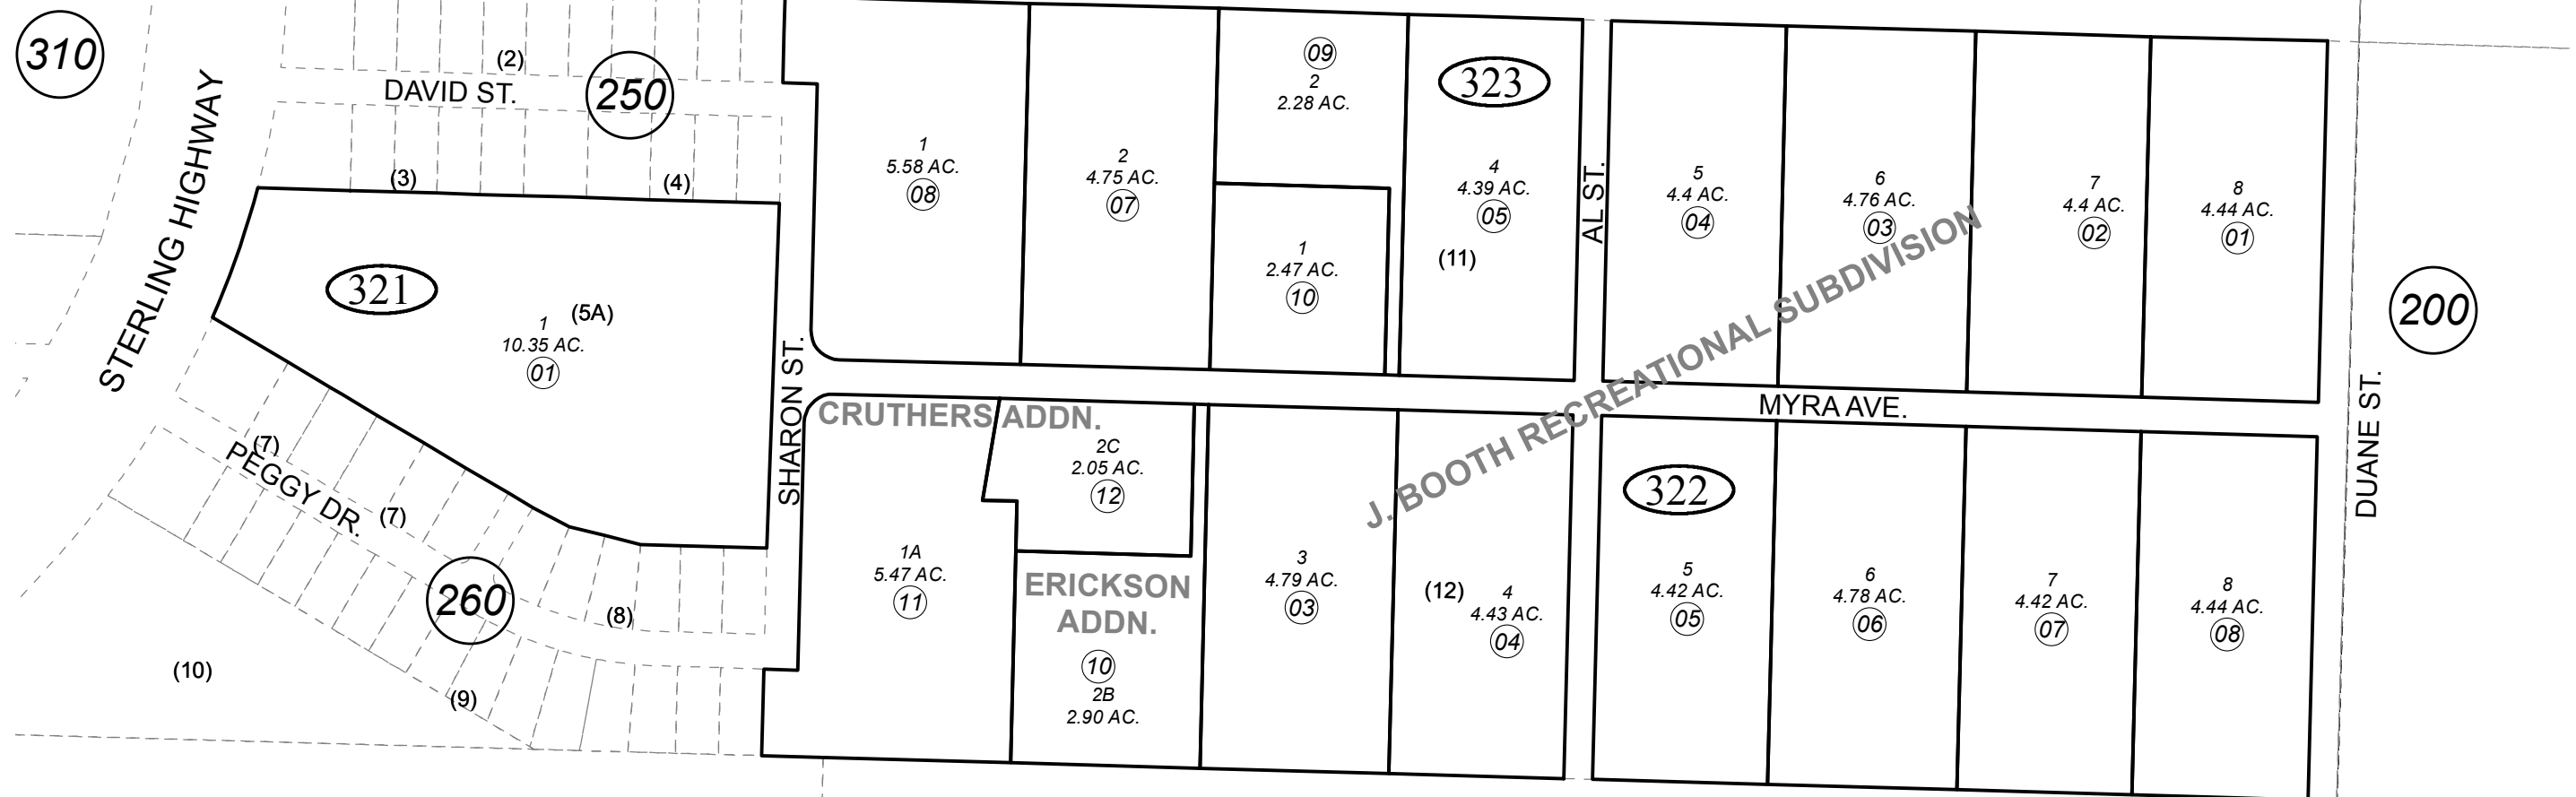 310
(2)
DAVID ST.
250
STERLING HIGHWAY
(3)
(4)
321
(5A)
1
10.35 AC.
01
SHARON ST.
(7)
PEGGY DR.
(7)
260
(8)
(9)
(10)
1
5.58 AC.
08
2
4.75 AC.
07
09
2
2.28 AC.
1
2.47 AC.
10
323
4
4.39 AC.
05
(11)
AL ST.
5
4.4 AC.
04
6
4.76 AC.
03
7
4.4 AC.
02
8
4.44 AC.
01
200
J. BOOTH RECREATIONAL SUBDIVISION
MYRA AVE.
DUANE ST.
CRUTHERS ADDN.
2C
2.05 AC.
12
1A
5.47 AC.
11
ERICKSON
ADDN.
10
2B
2.90 AC.
3
4.79 AC.
03
(12)
4
4.43 AC.
04
322
5
4.42 AC.
05
6
4.78 AC.
06
7
4.42 AC.
07
8
4.44 AC.
08